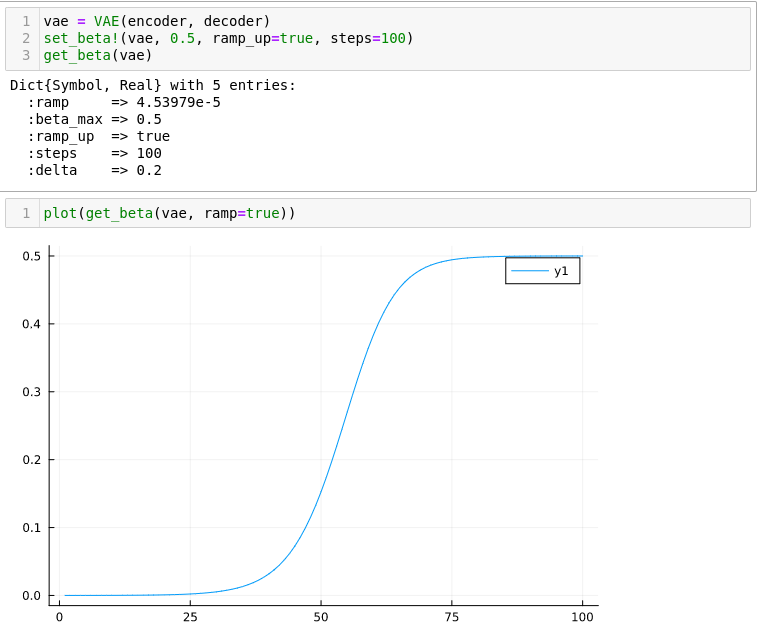 1 vae = VAE(encoder, decoder)
2 set_beta!(vae, 0.5, ramp_up=true, steps=100)
3 get_beta(vae)
Dict{Symbol, Real} with 5 entries:
  :ramp     => 4.53979e-5
  :beta_max => 0.5
  :ramp_up  => true
  :steps    => 100
  :delta    => 0.2
1 plot(get_beta(vae, ramp=true))
0.5
y1
0.4
0.3
0.2
0.1
0.0
0 25 50 75 100